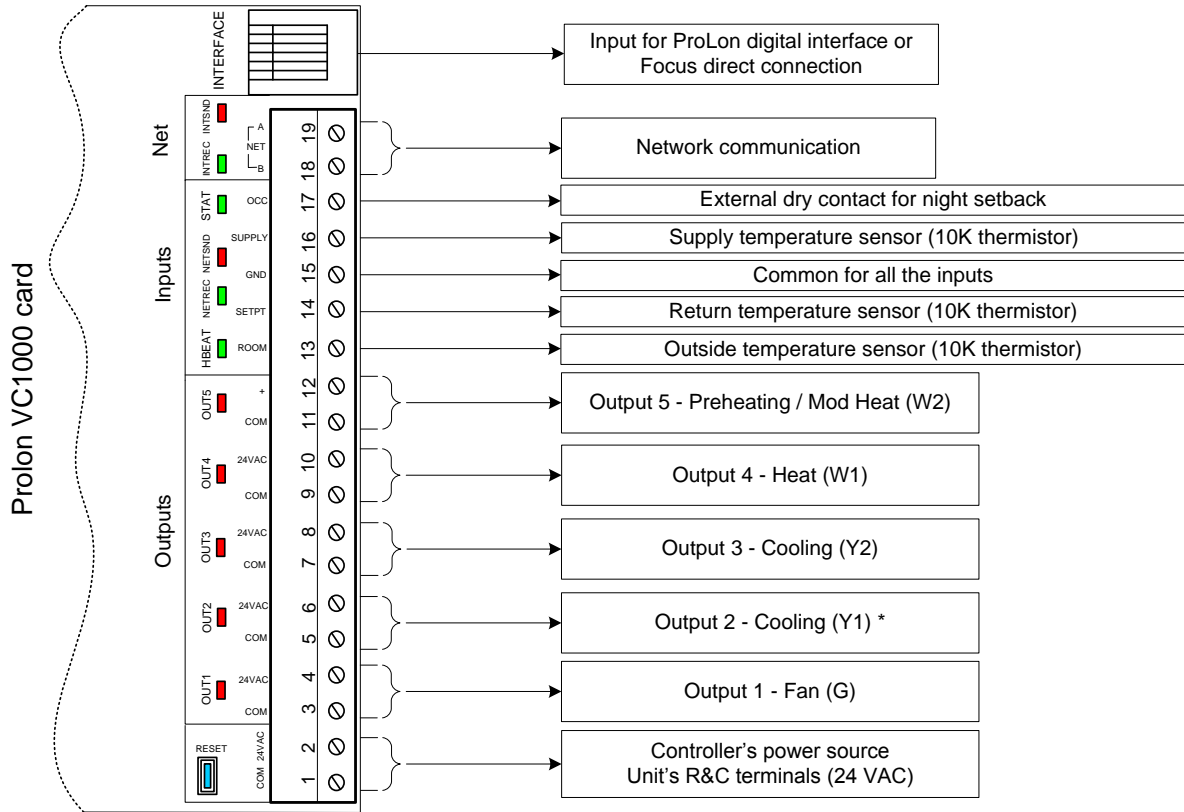 Prolon VC1000 card
INTERFACE
Input for ProLon digital interface or
Focus direct connection
Net
INTSND
INTREC
A
NET
B
19
18
Network communication
Inputs
STAT
OCC
17
External dry contact for night setback
NETSND
SUPPLY
16
Supply temperature sensor (10K thermistor)
GND
15
Common for all the inputs
NETREC
SETPT
14
Return temperature sensor (10K thermistor)
HBEAT
ROOM
13
Outside temperature sensor (10K thermistor)
Outputs
OUT5
+
12
COM
11
Output 5 - Preheating / Mod Heat (W2)
OUT4
24VAC
10
COM
9
Output 4 - Heat (W1)
OUT3
24VAC
8
COM
7
Output 3 - Cooling (Y2)
OUT2
24VAC
6
COM
5
Output 2 - Cooling (Y1) *
OUT1
24VAC
4
COM
3
Output 1 - Fan (G)
RESET
24VAC
2
COM
1
Controller's power source
Unit's R&C terminals (24 VAC)